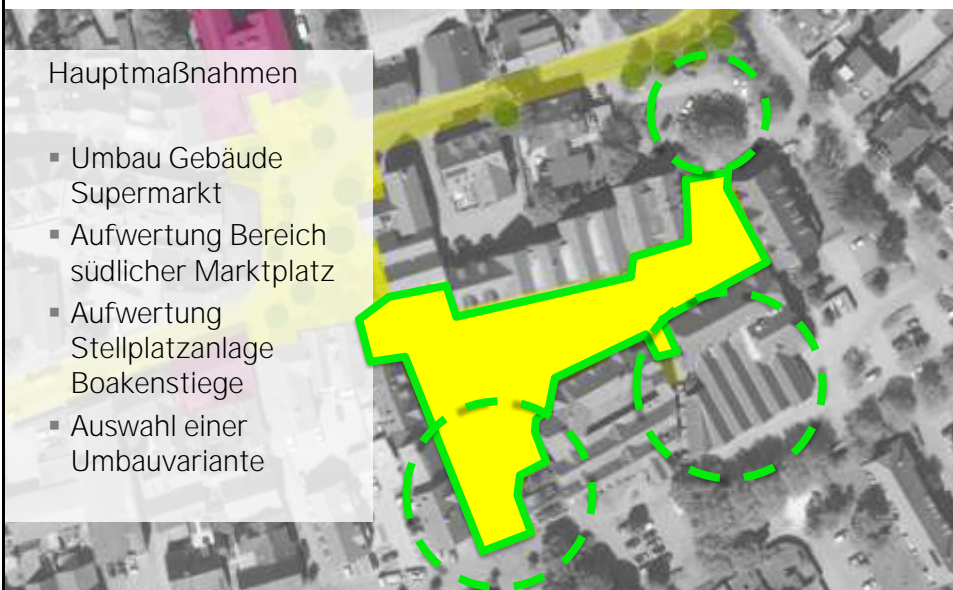 Hauptmaßnahmen
▪ Umbau Gebäude
Supermarkt
▪ Aufwertung Bereich
südlicher Marktplatz
▪ Aufwertung
Stellplatzanlage
Boakenstiege
▪ Auswahl einer
Umbauvariante